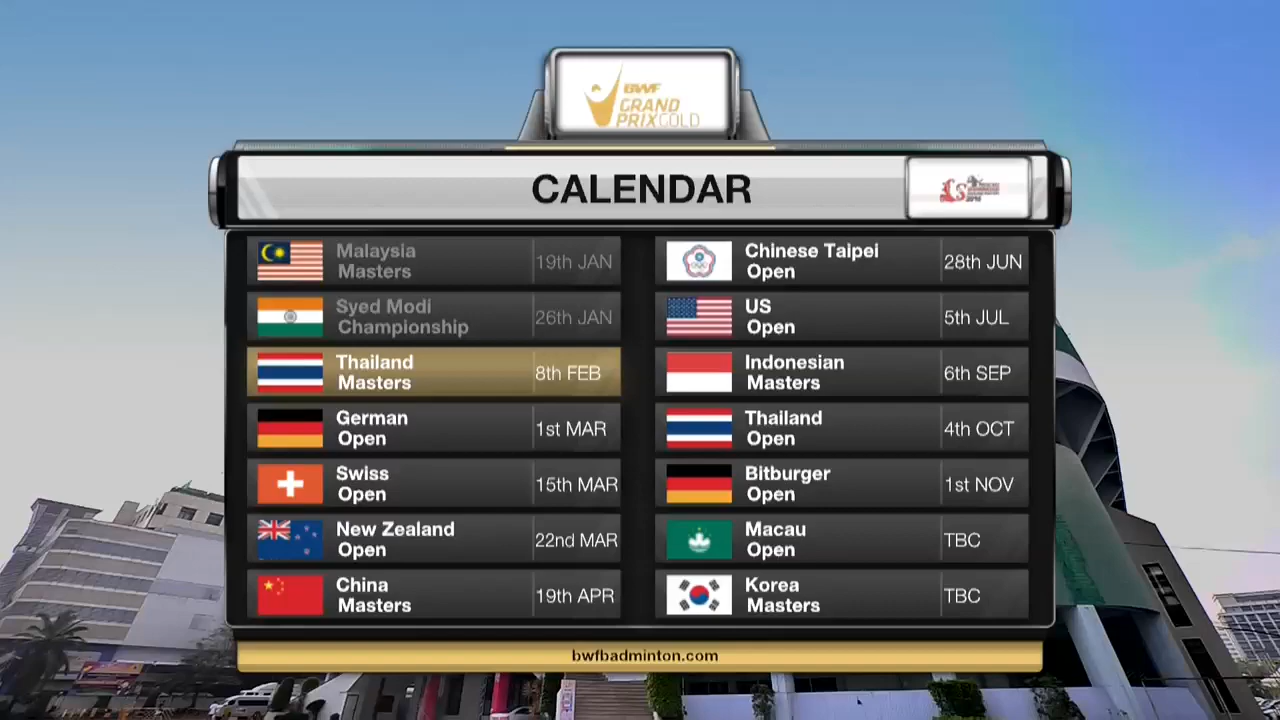 BWF
GRAND
PRIXGOLD
CALENDAR
Malaysia
Masters
19th JAN
Syed Modi
Championship
26th JAN
Thailand
Masters
8th FEB
German
Open
1st MAR
Swiss
Open
15th MAR
New Zealand
Open
22nd MAR
China
Masters
19th APR
Chinese Taipei
Open
28th JUN
US
Open
5th JUL
Indonesian
Masters
6th SEP
Thailand
Open
4th OCT
Bitburger
Open
1st NOV
Macau
Open
TBC
Korea
Masters
TBC
bwfbadminton.com